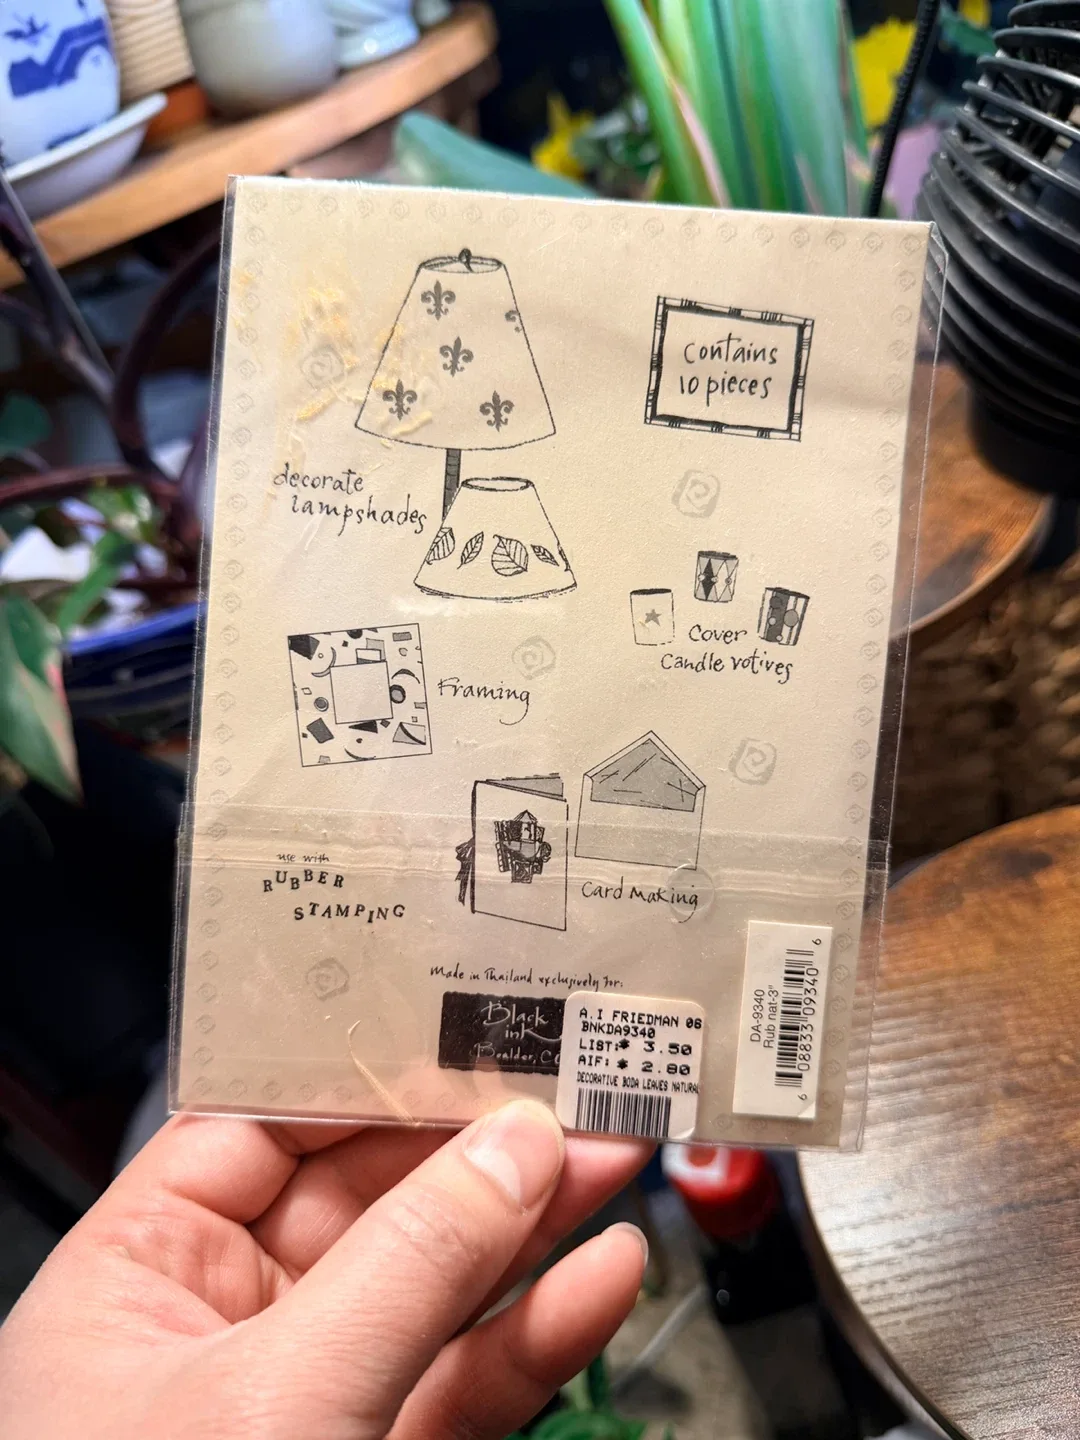 contains
10 pieces
decorate
lampshades
Cover
Candle votives
Framing
use with
RUBBER
STAMPING
Card Making
Made in Thailand exclusively for:
Black
ink
Boulder, CO
A.I FRIEDMAN 06
BNKDA9340
LIST:* 3.50
AIF: * 2.80
DECORATIVE BODA LEAVES NATURAL
DA-9340
Rub nat-3"
6 08833 09340 6